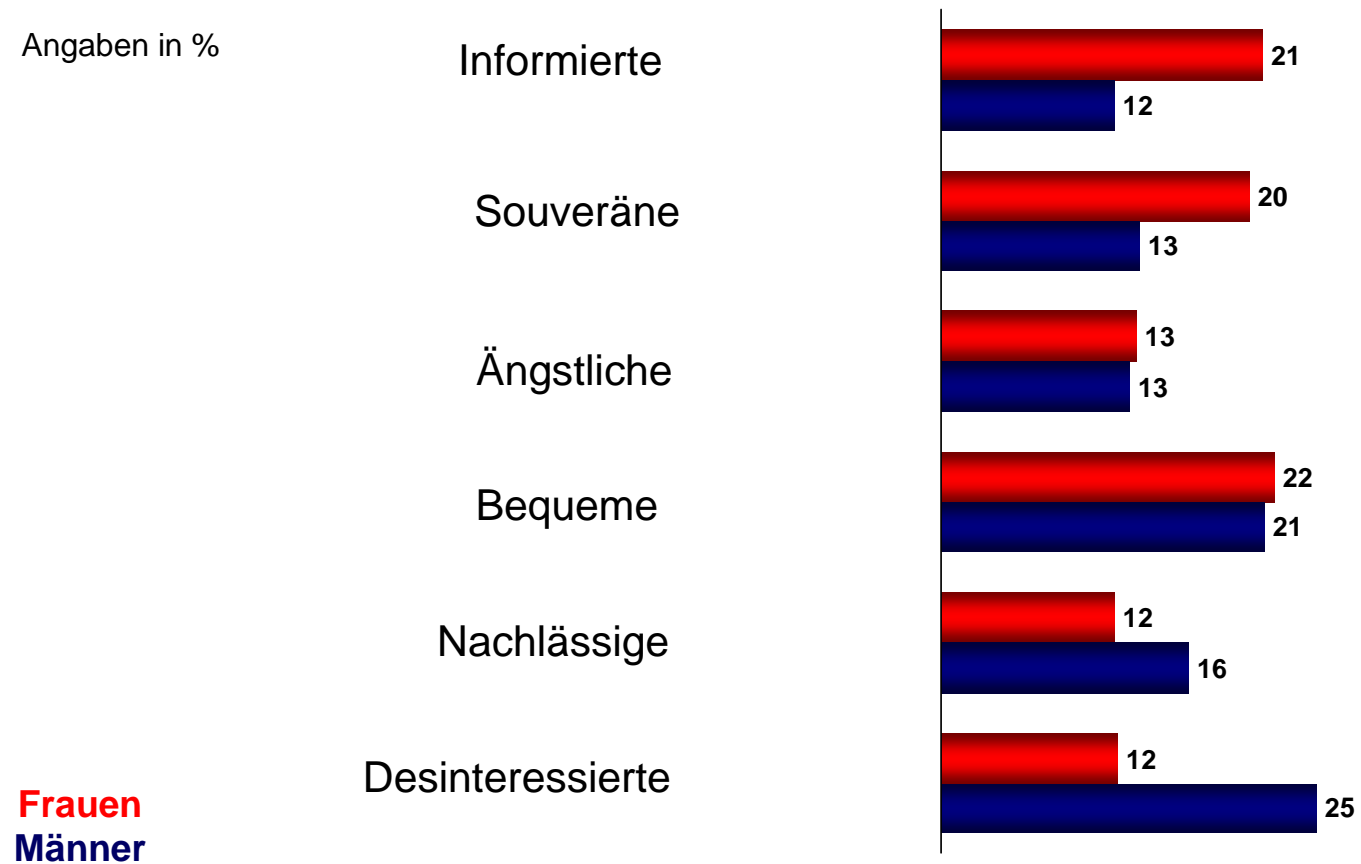 Angaben in %
Informierte
21
12
Souveräne
20
13
Ängstliche
13
13
Bequeme
22
21
Nachlässige
12
16
Desinteressierte
12
25
Frauen
Männer